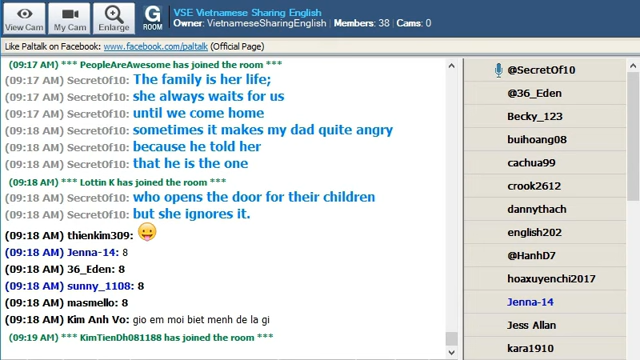 View Cam
My Cam
Enlarge
G
ROOM
VSE Vietnamese Sharing English
Owner: VietnameseSharingEnglish | Members: 38 | Cams: 0
Like Paltalk on Facebook: www.facebook.com/paltalk (Official Page)
(09:17 AM) *** PeopleAreAwesome has joined the room ***
(09:17 AM) SecretOf10: The family is her life;
(09:17 AM) SecretOf10: she always waits for us
(09:17 AM) SecretOf10: until we come home
(09:18 AM) SecretOf10: sometimes it makes my dad quite angry
(09:18 AM) SecretOf10: because he told her
(09:18 AM) SecretOf10: that he is the one
(09:18 AM) *** Lottin K has joined the room ***
(09:18 AM) SecretOf10: who opens the door for their children
(09:18 AM) SecretOf10: but she ignores it.
(09:18 AM) thienkim309:
(09:18 AM) Jenna-14: 8
(09:18 AM) 36_Eden: 8
(09:18 AM) sunny_1108: 8
(09:18 AM) masmello: 8
(09:18 AM) Kim Anh Vo: gio em moi biet menh de la gi
(09:19 AM) *** KimTienDh081188 has joined the room ***
@SecretOf10
@36_Eden
Becky_123
buihoang08
cachua99
crook2612
dannythach
english202
@HanhD7
hoaxuyenchi2017
Jenna-14
Jess Allan
kara1910